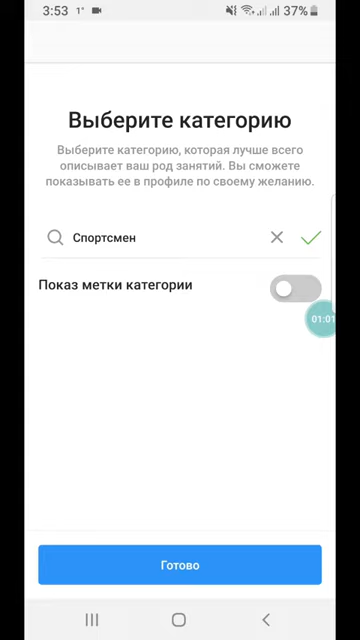 3:53 1° 37%
Выберите категорию
Выберите категорию, которая лучше всего
описывает ваш род занятий. Вы сможете
показывать ее в профиле по своему желанию.
Спортсмен
Показ метки категории
01:01
Готово